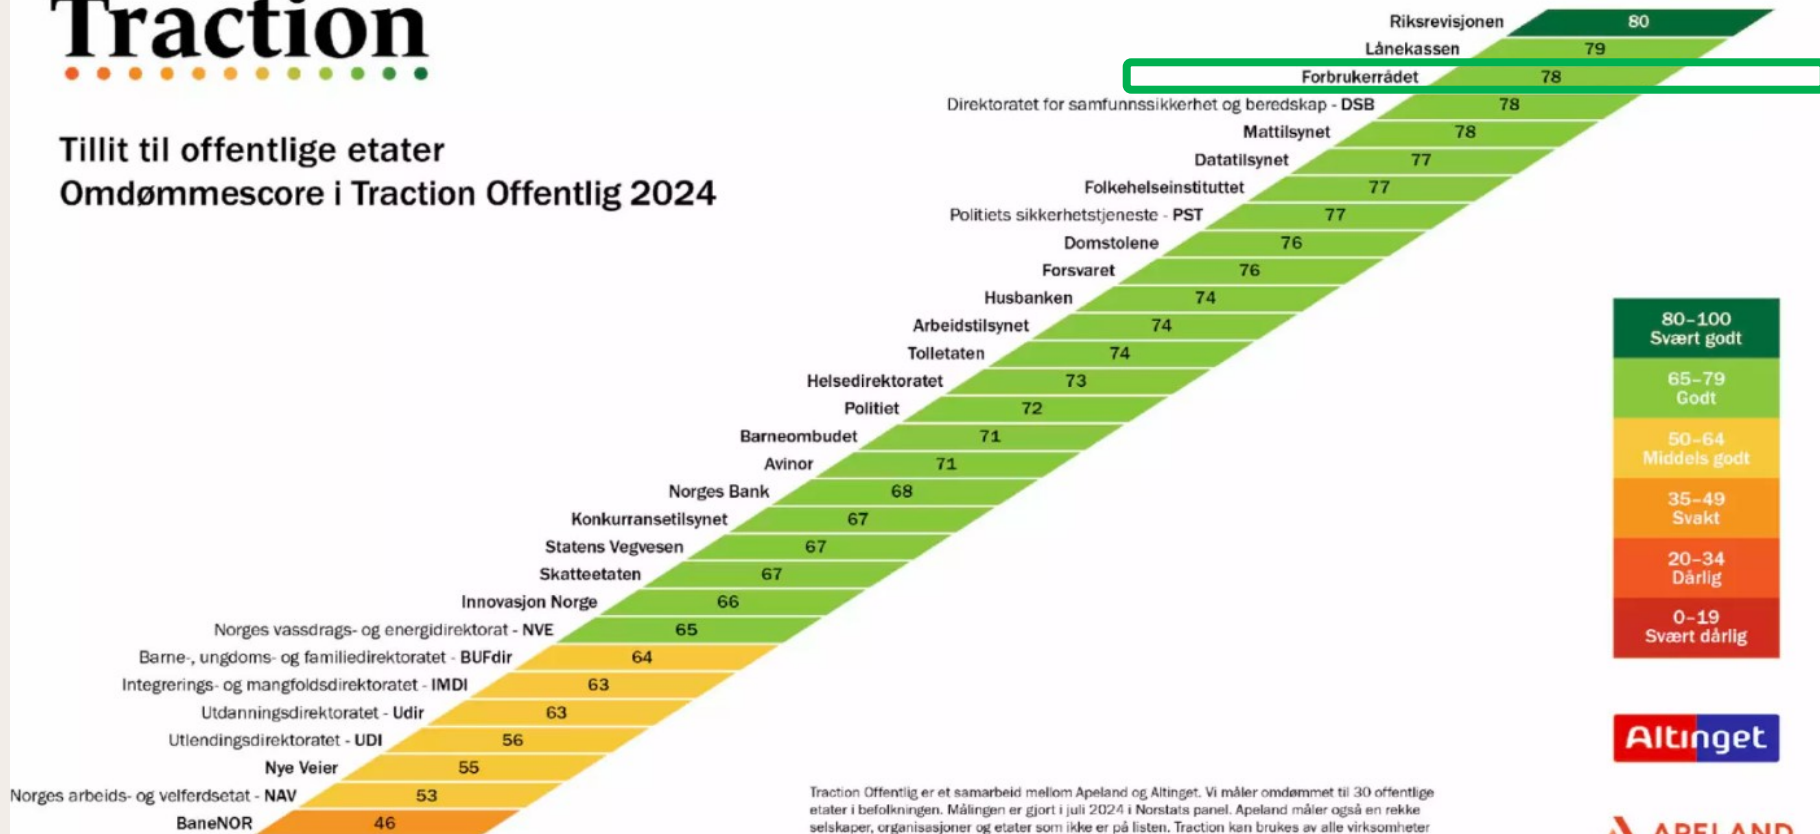 Traction
Tillit til offentlige etater
Omdømmescore i Traction Offentlig 2024
Riksrevisjonen 80
Lånekassen 79
Forbrukerrådet 78
Direktoratet for samfunnssikkerhet og beredskap - DSB 78
Mattilsynet 78
Datatilsynet 77
Folkehelseinstituttet 77
Politiets sikkerhetstjeneste - PST 77
Domstolene 76
Forsvaret 76
Husbanken 74
Arbeidstilsynet 74
Tolletaten 74
Helsedirektoratet 73
Politiet 72
Barneombudet 71
Avinor 71
Norges Bank 68
Konkurransetilsynet 67
Statens Vegvesen 67
Skatteetaten 67
Innovasjon Norge 66
Norges vassdrags- og energidirektorat - NVE 65
Barne-, ungdoms- og familiedirektoratet - BUFdir 64
Integrerings- og mangfoldsdirektoratet - IMDI 63
Utdanningsdirektoratet - Udir 63
Utlendingsdirektoratet - UDI 56
Nye Veier 55
Norges arbeids- og velferdsetat - NAV 53
BaneNOR 46
80–100
Svært godt
65–79
Godt
50–64
Middels godt
35–49
Svakt
20–34
Dårlig
0–19
Svært dårlig
Altinget
Traction Offentlig er et samarbeid mellom Apeland og Altinget. Vi måler omdømmet til 30 offentlige
etater i befolkningen. Målingen er gjort i juli 2024 i Norstats panel. Apeland måler også en rekke
selskaper, organisasjoner og etater som ikke er på listen. Traction kan brukes av alle virksomheter
APELAND